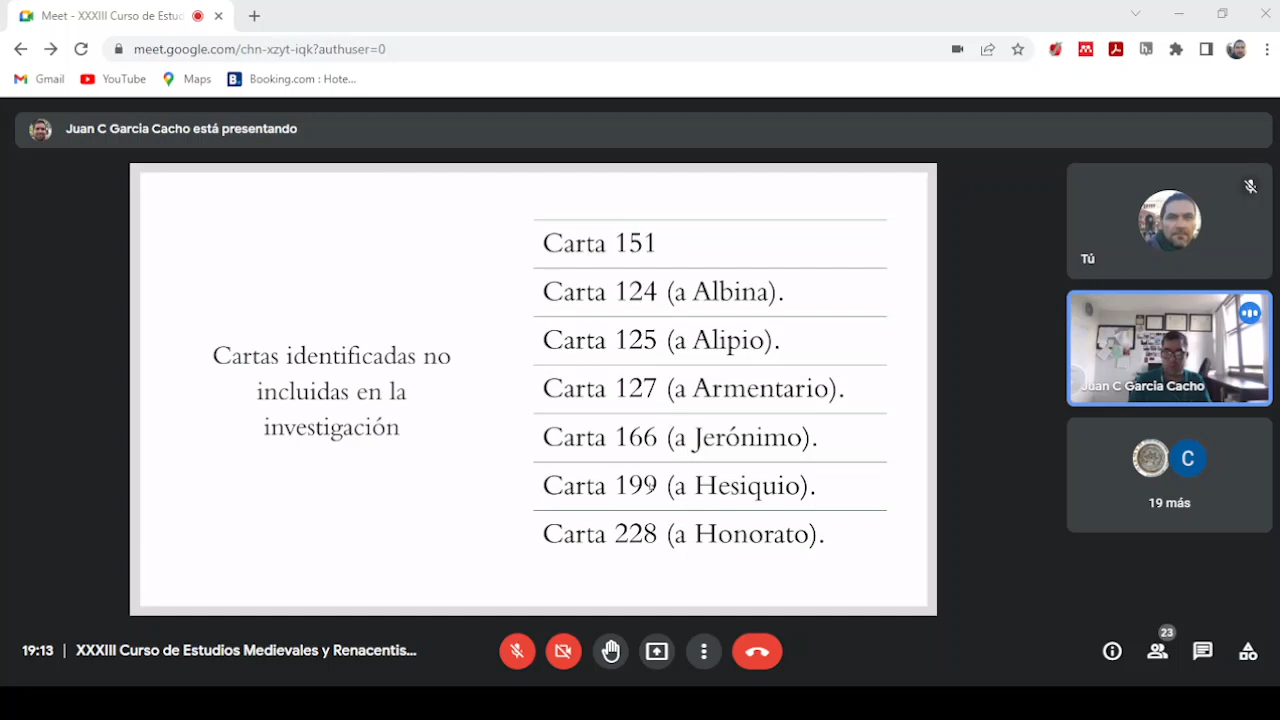 Meet - XXXIII Curso de Estud
meet.google.com/chn-xzyt-iqk?authuser=0
Gmail
YouTube
Maps
B.
Booking.com : Hote...
Juan C Garcia Cacho está presentando
Cartas identificadas no
incluidas en la
investigación
Carta 151
Carta 124 (a Albina).
Carta 125 (a Alipio).
Carta 127 (a Armentario).
Carta 166 (a Jerónimo).
Carta 199 (a Hesiquio).
Carta 228 (a Honorato).
Tú
Juan C Garcia Cacho
C
19 más
19:13 | XXXIII Curso de Estudios Medievales y Renacentis...
23